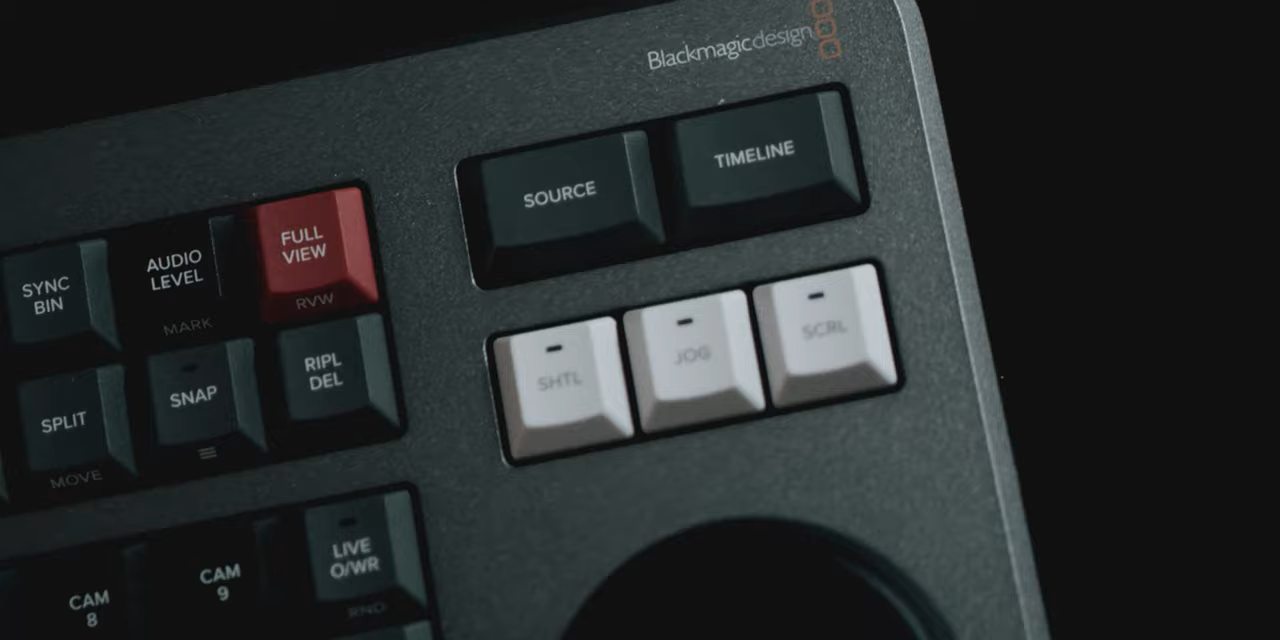 Blackmagicdesign
SOURCE
TIMELINE
SYNC
BIN
AUDIO
LEVEL
MARK
FULL
VIEW
RVW
SHTL
JOG
SCRL
SPLIT
MOVE
SNAP
RIPL
DEL
CAM
8
CAM
9
LIVE
O/WR
RND